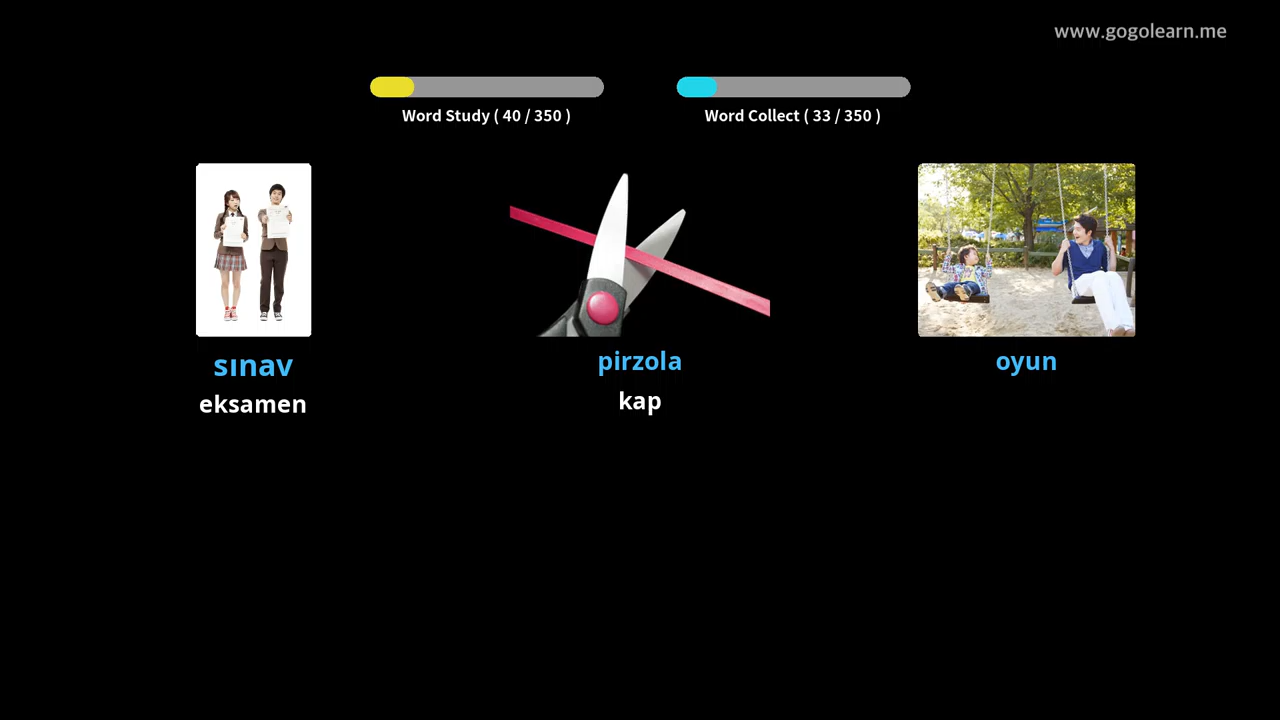 www.gogolearn.me
Word Study ( 40 / 350 )
Word Collect ( 33 / 350 )
sınav
eksamen
pirzola
kap
oyun